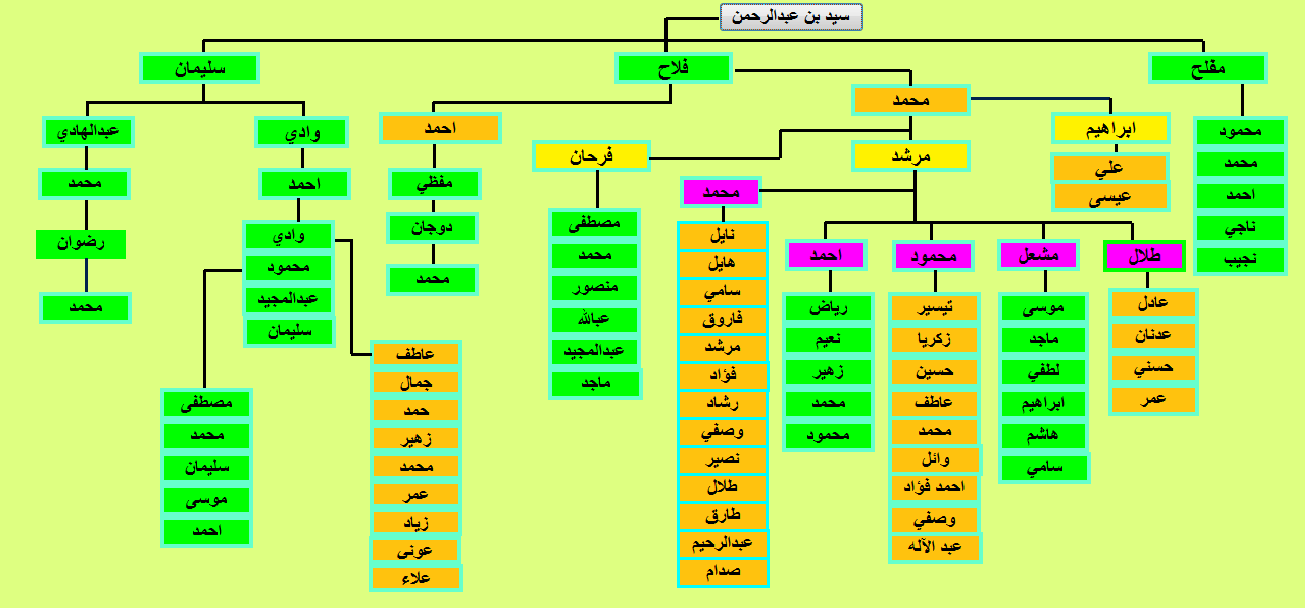 سيد بن عبدالرحمن
مفلح
فلاح
سليمان
محمود
محمد
احمد
ناجي
نجيب
محمد
احمد
ابراهيم
علي
عيسى
مرشد
فرحان
طلال
مشعل
محمود
احمد
محمد
عادل
عدنان
حسني
عمر
موسى
ماجد
لطفي
ابراهيم
هاشم
سامي
تيسير
زكريا
حسين
عاطف
محمد
وائل
احمد فؤاد
وصفي
عبد الآله
رياض
نعيم
زهير
محمد
محمود
نايل
هايل
سامي
فاروق
مرشد
فؤاد
رشاد
وصفي
نصير
طلال
طارق
عبدالرحيم
صدام
مصطفى
محمد
منصور
عبالله
عبدالمجيد
ماجد
مفظي
دوجان
محمد
وادي
عبدالهادي
احمد
وادي
محمود
عبدالمجيد
سليمان
عاطف
جمال
حمد
زهير
محمد
عمر
زياد
عونى
علاء
مصطفى
محمد
سليمان
موسى
احمد
محمد
رضوان
محمد